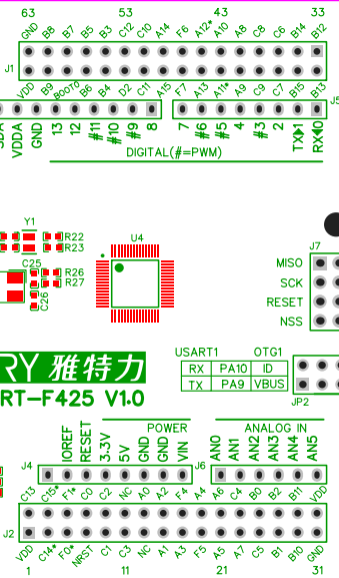 63 53 43 33
GND B8 B7 B5 B3 C12 C10 A14 F6 A12* A10 A8 C8 C6 B14 B12
J1
B9 BOOT0 B6 B4 D2 C11 A15 F7 A13 A11* A9 C9 C7 B15 B13
J5
VDDA GND 13 12 #11 #10 #9 8 7 #6 #5 4 #3 2 TX▶1 RX◀0
DIGITAL(#=PWM)
Y1
R22
R23
U4
J7
MISO
SCK
RESET
NSS
C25
R26
R27
C26
RY 雅特力
RT-F425 V1.0
USART1 OTG1
RX PA10 ID
TX PA9 VBUS
JP2
POWER ANALOG IN
IOREF RESET 3.3V 5V GND GND VIN AN0 AN1 AN2 AN3 AN4 AN5
J4 J6
C13 C15* F1* C0 C2 NC A0 A2 F4 A4 A6 C4 B0 B2 B11 VDD
J2
VDD C14* F0* NRST C1 C3 NC A1 A3 F5 A5 A7 C5 B1 B10 GND
1 11 21 31